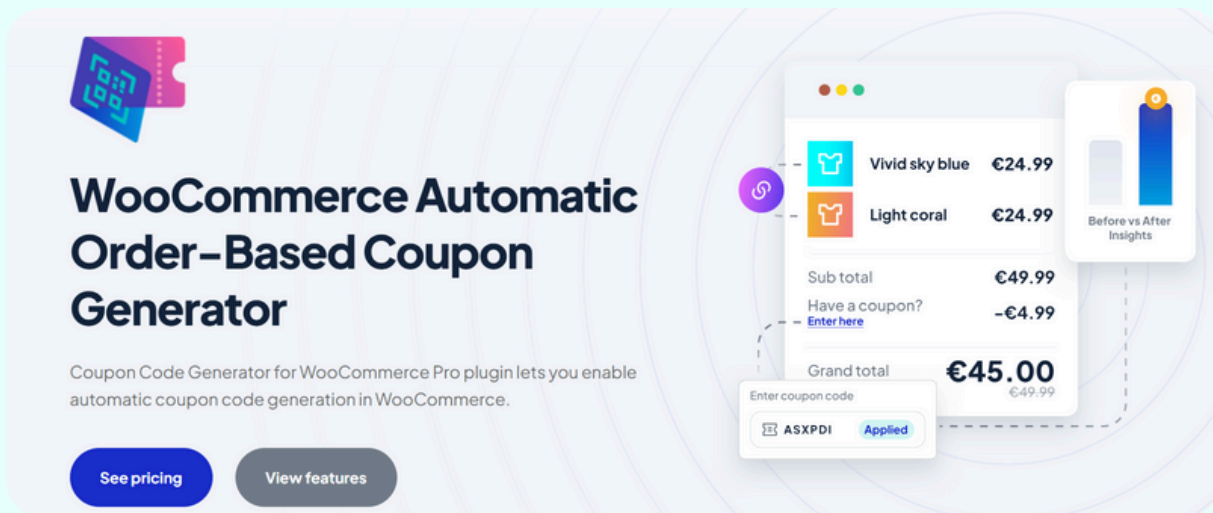 WooCommerce Automatic
Order-Based Coupon
Generator
Coupon Code Generator for WooCommerce Pro plugin lets you enable
automatic coupon code generation in WooCommerce.
See pricing
View features
Vivid sky blue €24.99
Light coral €24.99
Sub total €49.99
Have a coupon?
Enter here
-€4.99
Grand total €45.00
€49.99
Enter coupon code
ASXPDI Applied
Before vs After
Insights